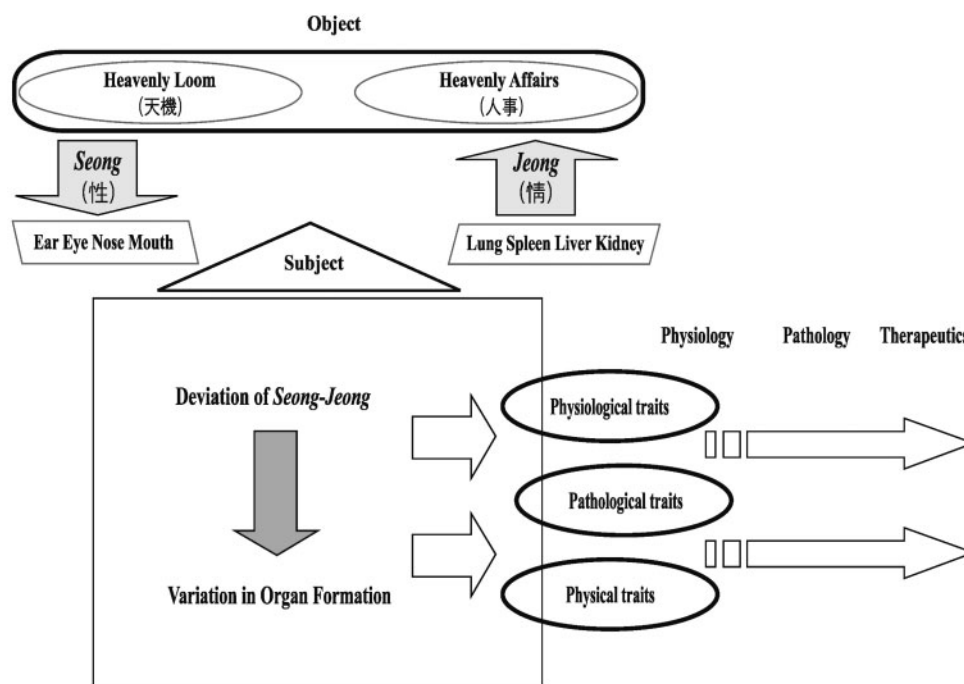 Object
Heavenly Loom
(天機)
Heavenly Affairs
(人事)
Seong
(性)
Jeong
(情)
Ear Eye Nose Mouth
Lung Spleen Liver Kidney
Subject
Physiology
Pathology
Therapeutics
Deviation of Seong-Jeong
Physiological traits
Pathological traits
Variation in Organ Formation
Physical traits